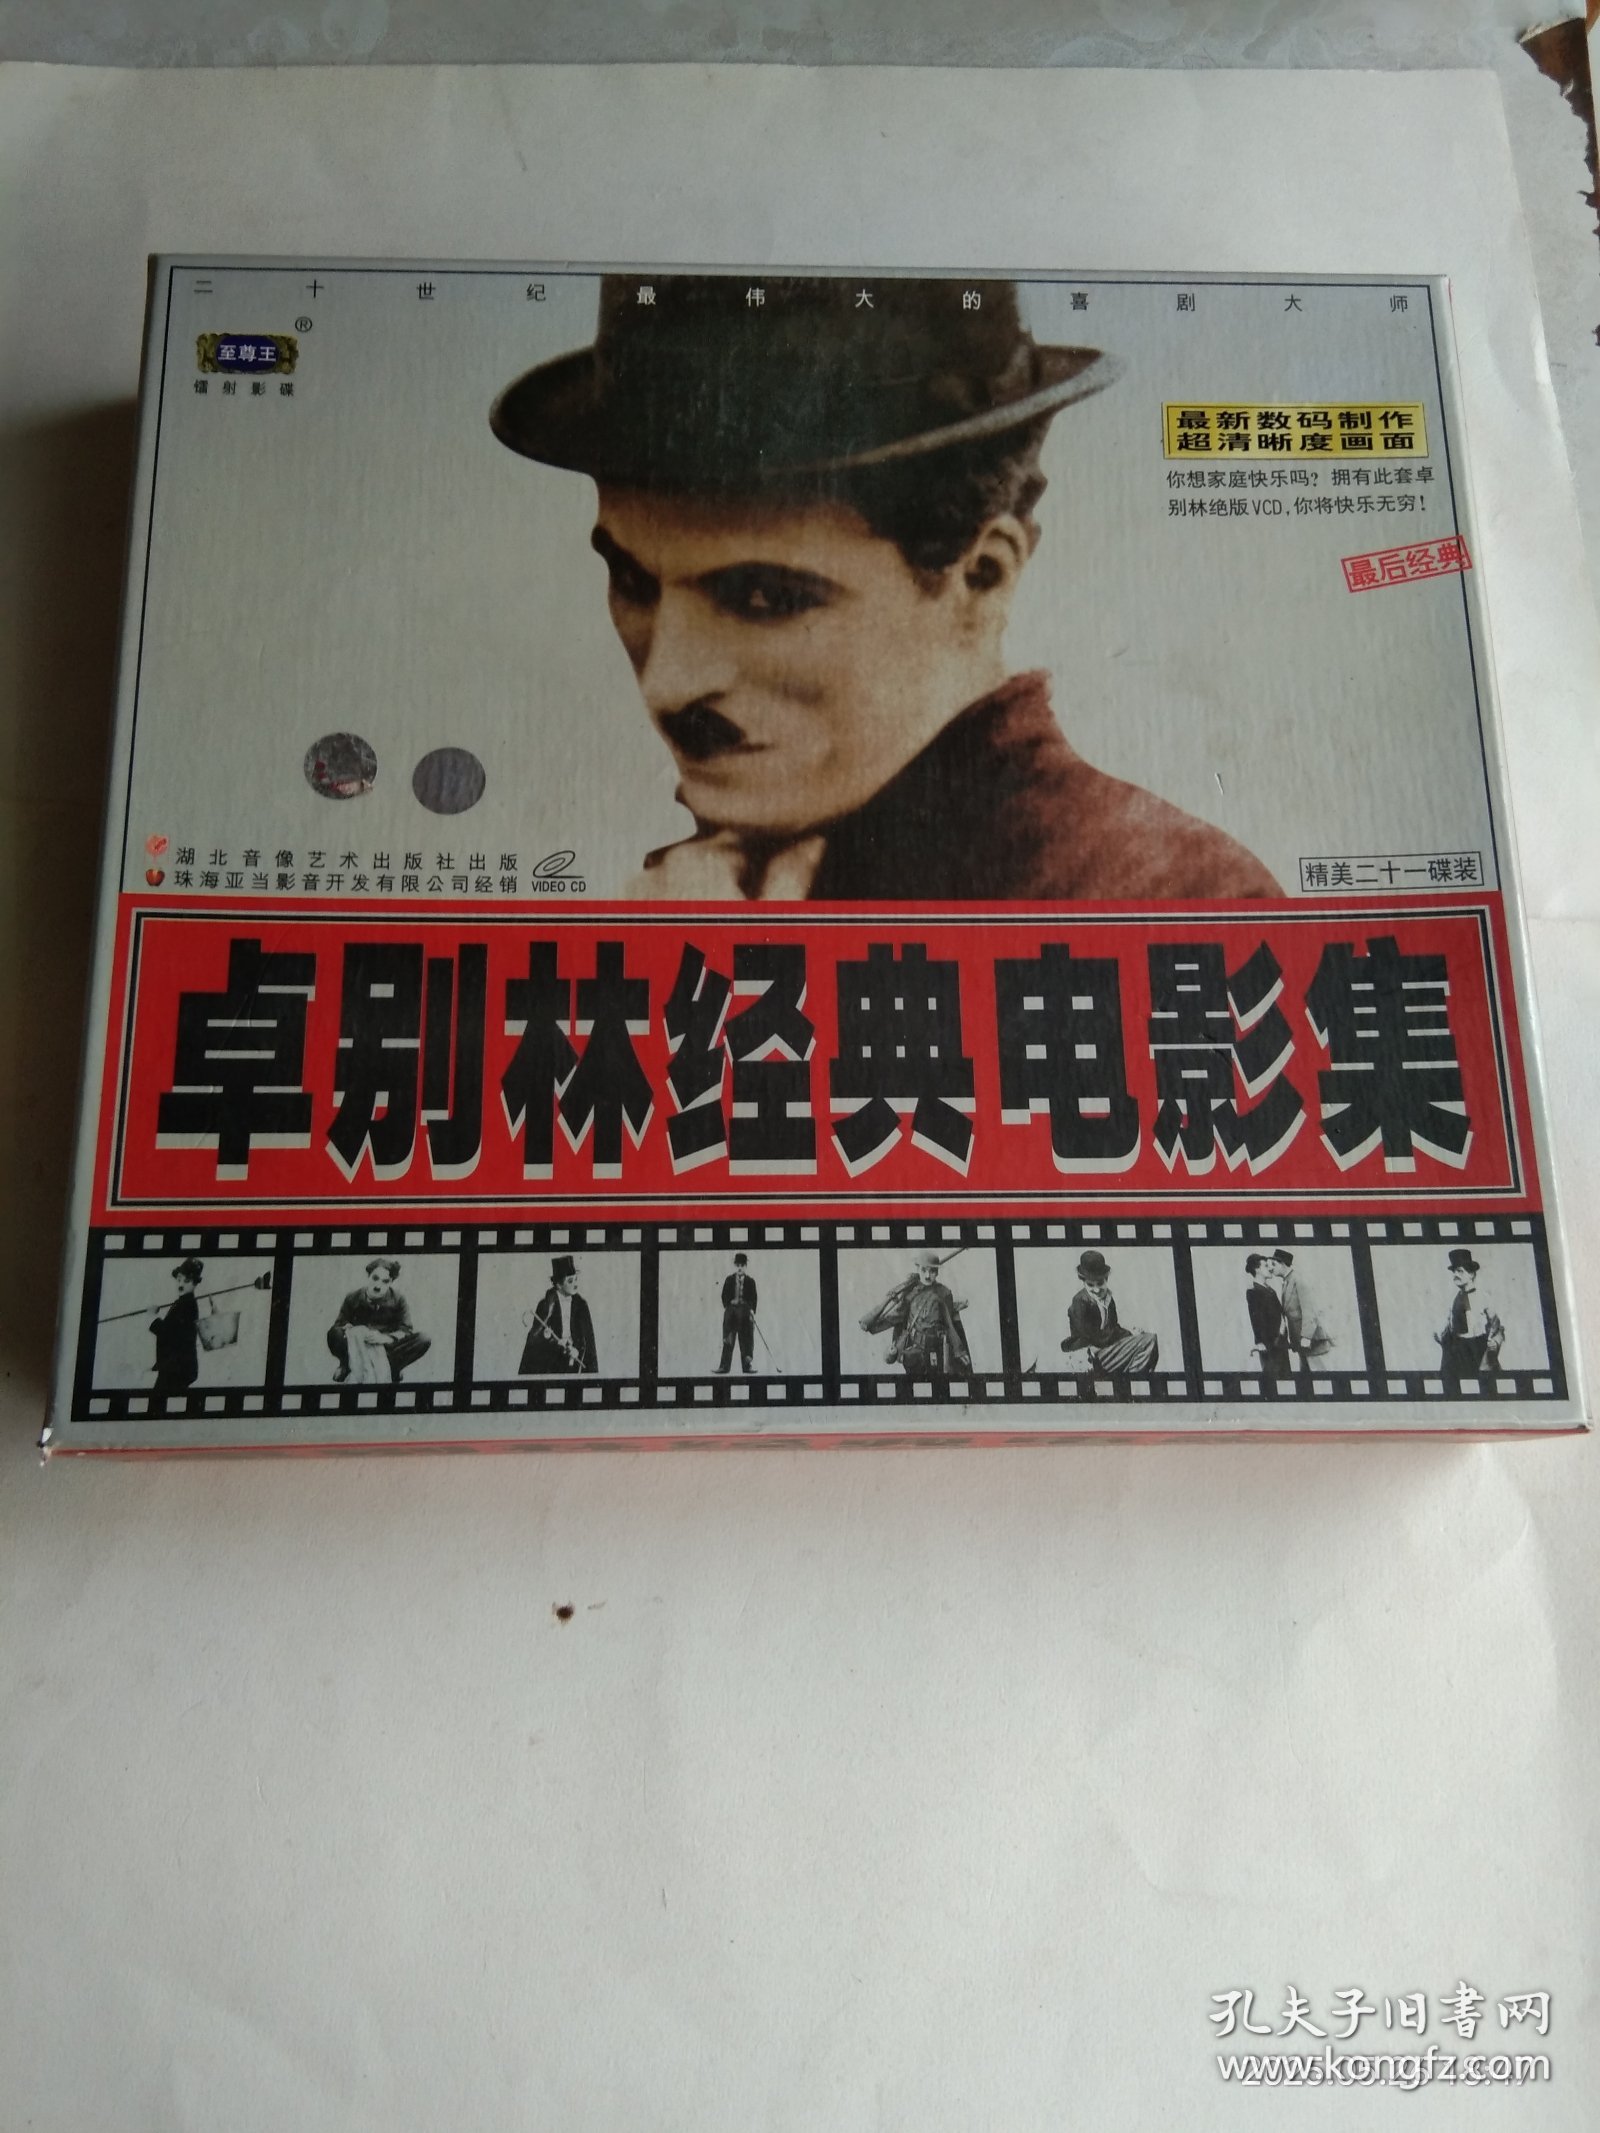 二十世纪最伟大的喜剧大师
®
至尊王
镭射影碟
最新数码制作
超清晰度画面
你想家庭快乐吗？拥有此套卓
别林绝版VCD，你将快乐无穷！
最后经典
湖北音像艺术出版社出版
珠海亚当影音开发有限公司经销
VIDEO CD
精美二十一碟装
卓别林经典电影集
孔夫子旧书网
www.kongfz.com